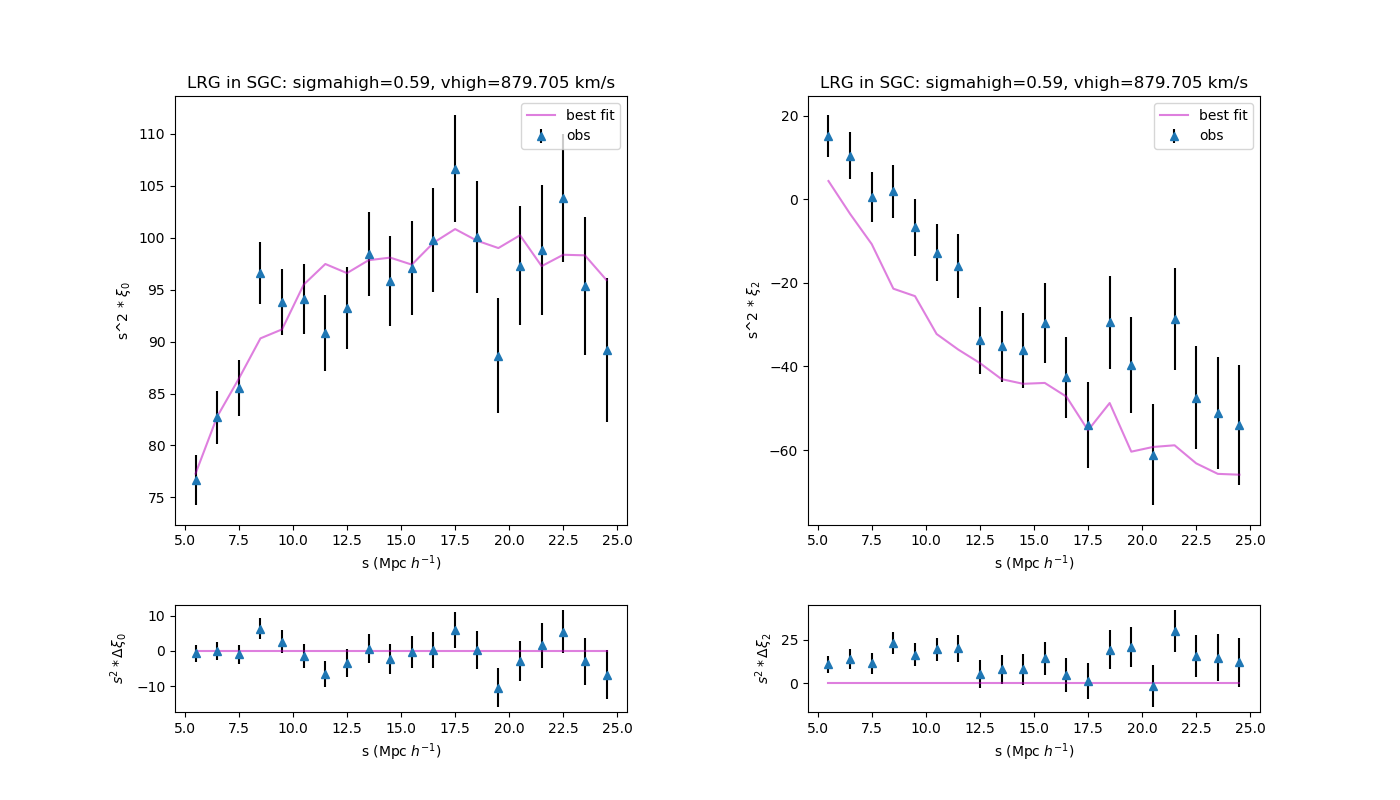 LRG in SGC: sigmahigh=0.59, vhigh=879.705 km/s
best fit
obs
110
105
100
95
90
85
80
75
s^2 * ξ0
5.0 7.5 10.0 12.5 15.0 17.5 20.0 22.5 25.0
s (Mpc h−1)
10
0
−10
s2 * Δξ0
5.0 7.5 10.0 12.5 15.0 17.5 20.0 22.5 25.0
s (Mpc h−1)
LRG in SGC: sigmahigh=0.59, vhigh=879.705 km/s
best fit
obs
20
0
−20
−40
−60
s^2 * ξ2
5.0 7.5 10.0 12.5 15.0 17.5 20.0 22.5 25.0
s (Mpc h−1)
25
0
s2 * Δξ2
5.0 7.5 10.0 12.5 15.0 17.5 20.0 22.5 25.0
s (Mpc h−1)